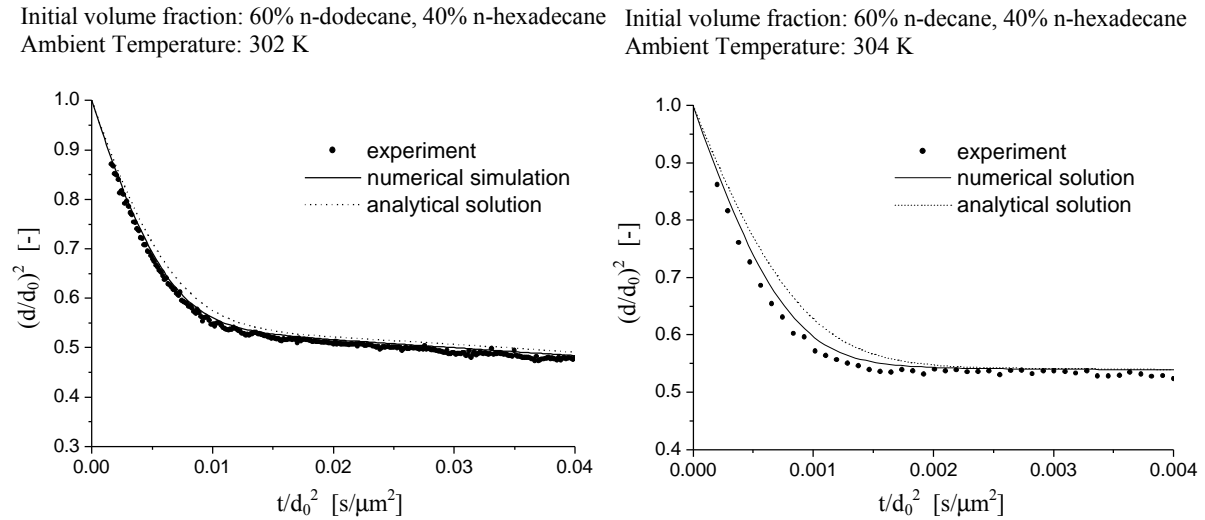 Initial volume fraction: 60% n-dodecane, 40% n-hexadecane
Ambient Temperature: 302 K
1.0
0.9
0.8
0.7
0.6
0.5
0.4
0.3
(d/d₀)² [-]
experiment
numerical simulation
analytical solution
0.00 0.01 0.02 0.03 0.04
t/d₀² [s/μm²]
Initial volume fraction: 60% n-decane, 40% n-hexadecane
Ambient Temperature: 304 K
1.0
0.9
0.8
0.7
0.6
0.5
0.4
(d/d₀)² [-]
experiment
numerical solution
analytical solution
0.000 0.001 0.002 0.003 0.004
t/d₀² [s/μm²]